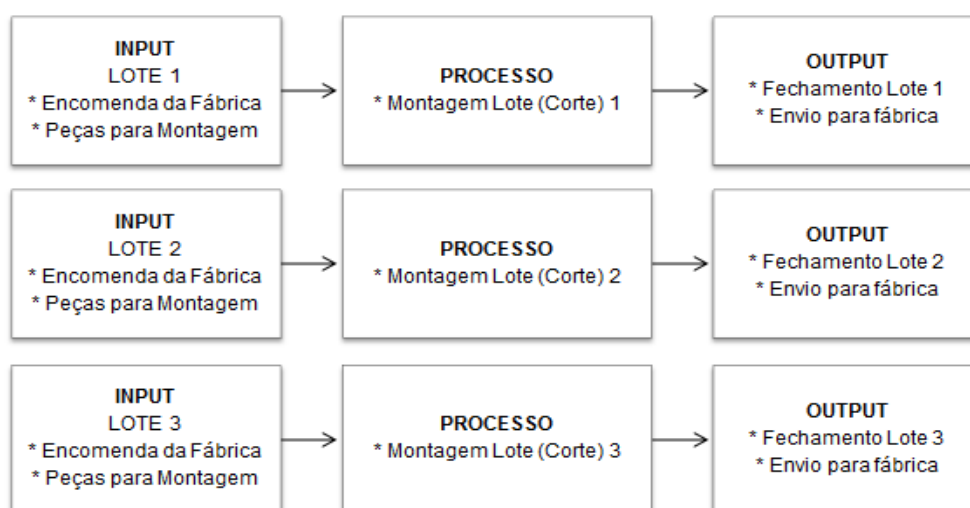 INPUT
LOTE 1
* Encomenda da Fábrica
* Peças para Montagem
PROCESSO
* Montagem Lote (Corte) 1
OUTPUT
* Fechamento Lote 1
* Envio para fábrica
INPUT
LOTE 2
* Encomenda da Fábrica
* Peças para Montagem
PROCESSO
* Montagem Lote (Corte) 2
OUTPUT
* Fechamento Lote 2
* Envio para fábrica
INPUT
LOTE 3
* Encomenda da Fábrica
* Peças para Montagem
PROCESSO
* Montagem Lote (Corte) 3
OUTPUT
* Fechamento Lote 3
* Envio para fábrica